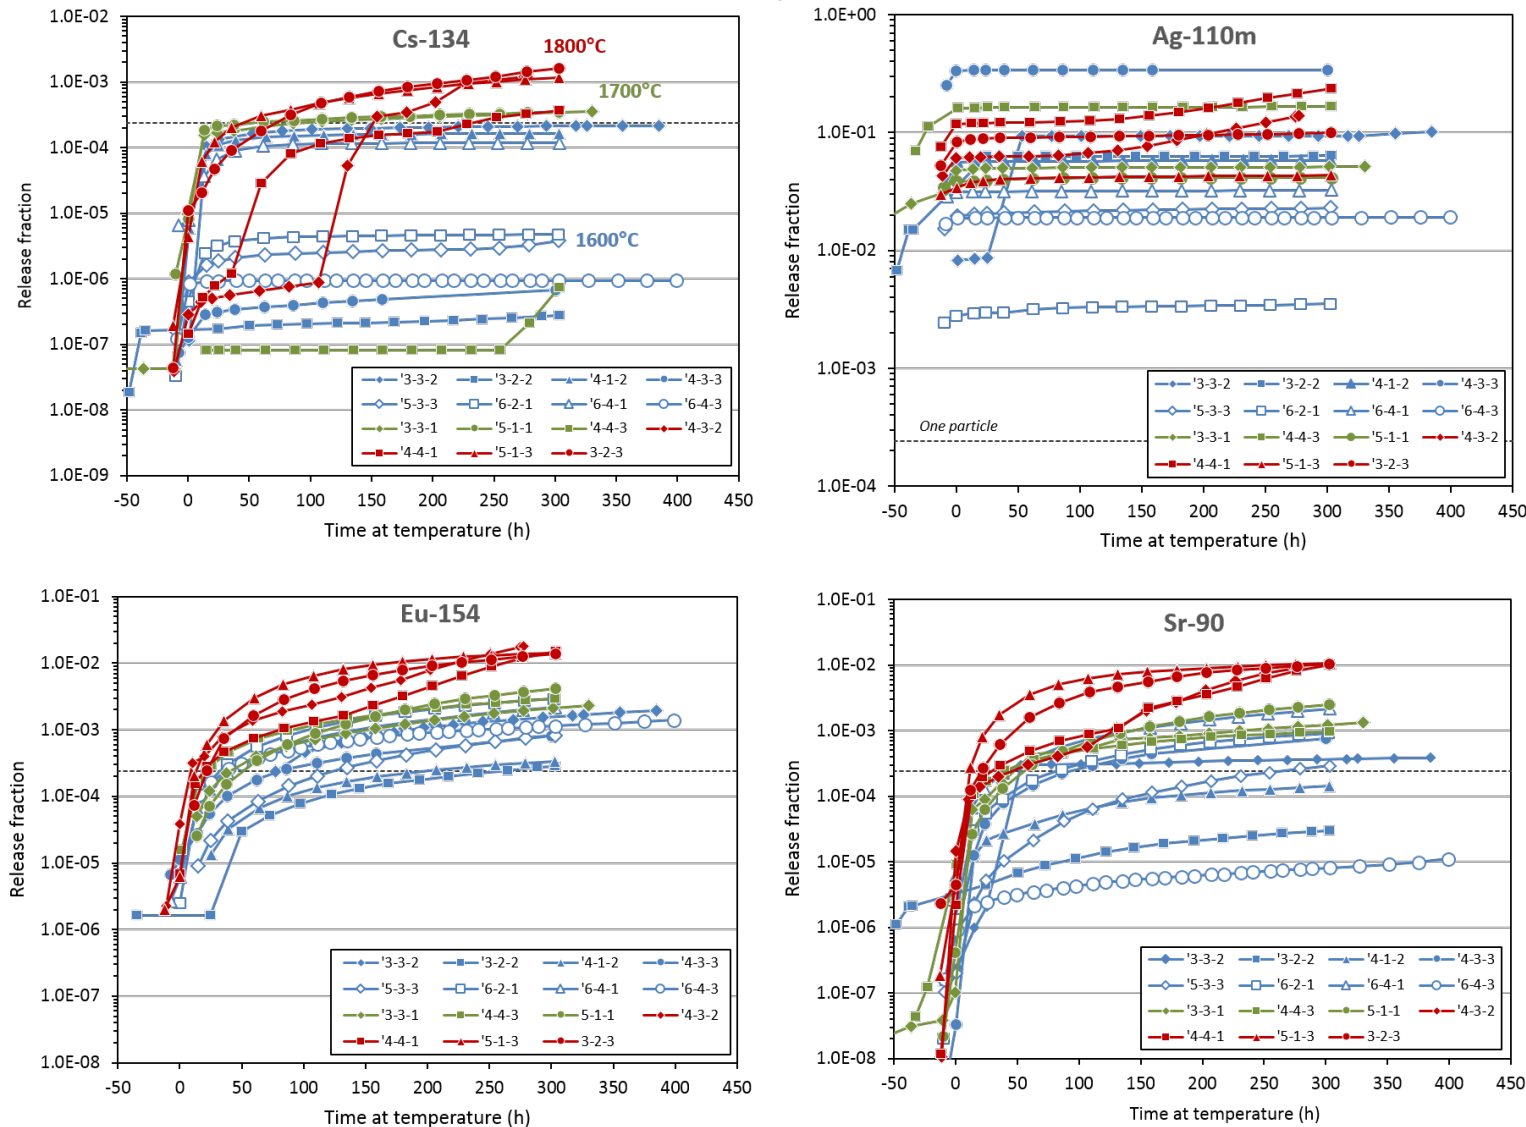 Cs-134
1800°C
1700°C
1600°C
1.0E-02
1.0E-03
1.0E-04
1.0E-05
1.0E-06
1.0E-07
1.0E-08
1.0E-09
Release fraction
'3-3-2 '3-2-2 '4-1-2 '4-3-3
'5-3-3 '6-2-1 '6-4-1 '6-4-3
'3-3-1 '5-1-1 '4-4-3 '4-3-2
'4-4-1 '5-1-3 3-2-3
-50 0 50 100 150 200 250 300 350 400 450
Time at temperature (h)
Ag-110m
1.0E+00
1.0E-01
1.0E-02
1.0E-03
1.0E-04
Release fraction
One particle
'3-3-2 '3-2-2 '4-1-2 '4-3-3
'5-3-3 '6-2-1 '6-4-1 '6-4-3
'3-3-1 '4-4-3 '5-1-1 '4-3-2
'4-4-1 '5-1-3 '3-2-3
-50 0 50 100 150 200 250 300 350 400 450
Time at temperature (h)
Eu-154
1.0E-01
1.0E-02
1.0E-03
1.0E-04
1.0E-05
1.0E-06
1.0E-07
1.0E-08
Release fraction
'3-3-2 '3-2-2 '4-1-2 '4-3-3
'5-3-3 '6-2-1 '6-4-1 '6-4-3
'3-3-1 '4-4-3 5-1-1 '4-3-2
'4-4-1 '5-1-3 3-2-3
-50 0 50 100 150 200 250 300 350 400 450
Time at temperature (h)
Sr-90
1.0E-01
1.0E-02
1.0E-03
1.0E-04
1.0E-05
1.0E-06
1.0E-07
1.0E-08
Release fraction
'3-3-2 '3-2-2 '4-1-2 '4-3-3
'5-3-3 '6-2-1 '6-4-1 '6-4-3
'3-3-1 '4-4-3 5-1-1 '4-3-2
'4-4-1 '5-1-3 3-2-3
-50 0 50 100 150 200 250 300 350 400 450
Time at temperature (h)